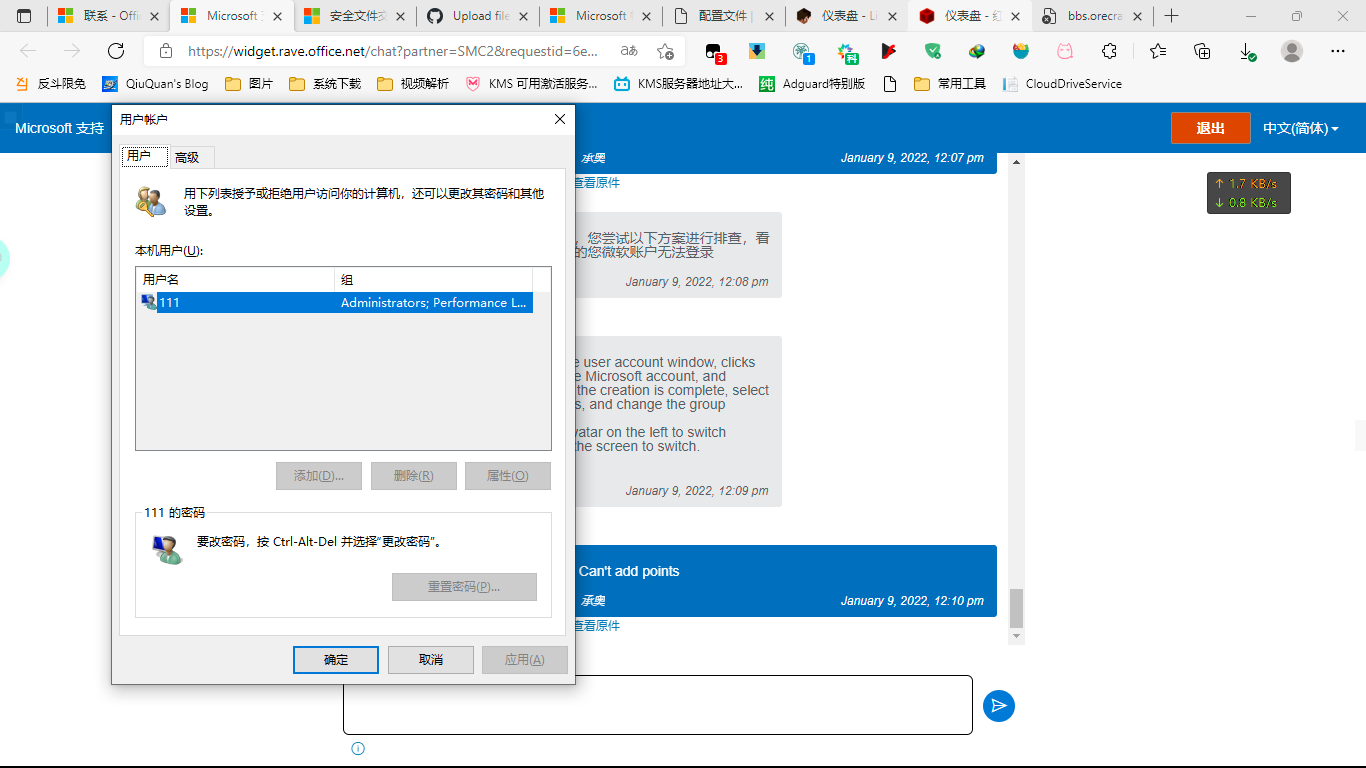 联系 - Offi
Microsoft 支
安全文件交
Upload file
Microsoft
配置文件 |
仪表盘 - Li
仪表盘 - 红
bbs.orecra
https://widget.rave.office.net/chat?partner=SMC2&requestid=6e...
aあ
3
1
科
反斗限免
QiuQuan's Blog
图片
系统下载
视频解析
KMS 可用激活服务...
KMS服务器地址大...
纯
Adguard特别版
常用工具
CloudDriveService
Microsoft 支持
退出
中文(简体)
承奥
January 9, 2022, 12:07 pm
查看原件
↑ 1.7 KB/s
↓ 0.8 KB/s
，您尝试以下方案进行排查，看
的您微软账户无法登录
January 9, 2022, 12:08 pm
e user account window, clicks
e Microsoft account, and
the creation is complete, select
s, and change the group
vatar on the left to switch
the screen to switch.
January 9, 2022, 12:09 pm
Can't add points
承奥
January 9, 2022, 12:10 pm
查看原件
用户帐户
用户
高级
用下列表授予或拒绝用户访问你的计算机，还可以更改其密码和其他
设置。
本机用户(U):
用户名
组
111
Administrators; Performance L...
添加(D)...
删除(R)
属性(O)
111 的密码
要改密码，按 Ctrl-Alt-Del 并选择“更改密码”。
重置密码(P)...
确定
取消
应用(A)